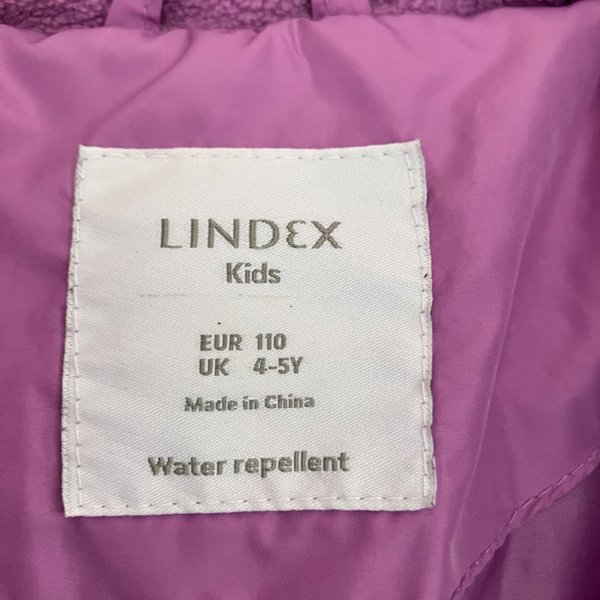 LINDEX
Kids
EUR 110
UK 4-5Y
Made in China
Water repellent